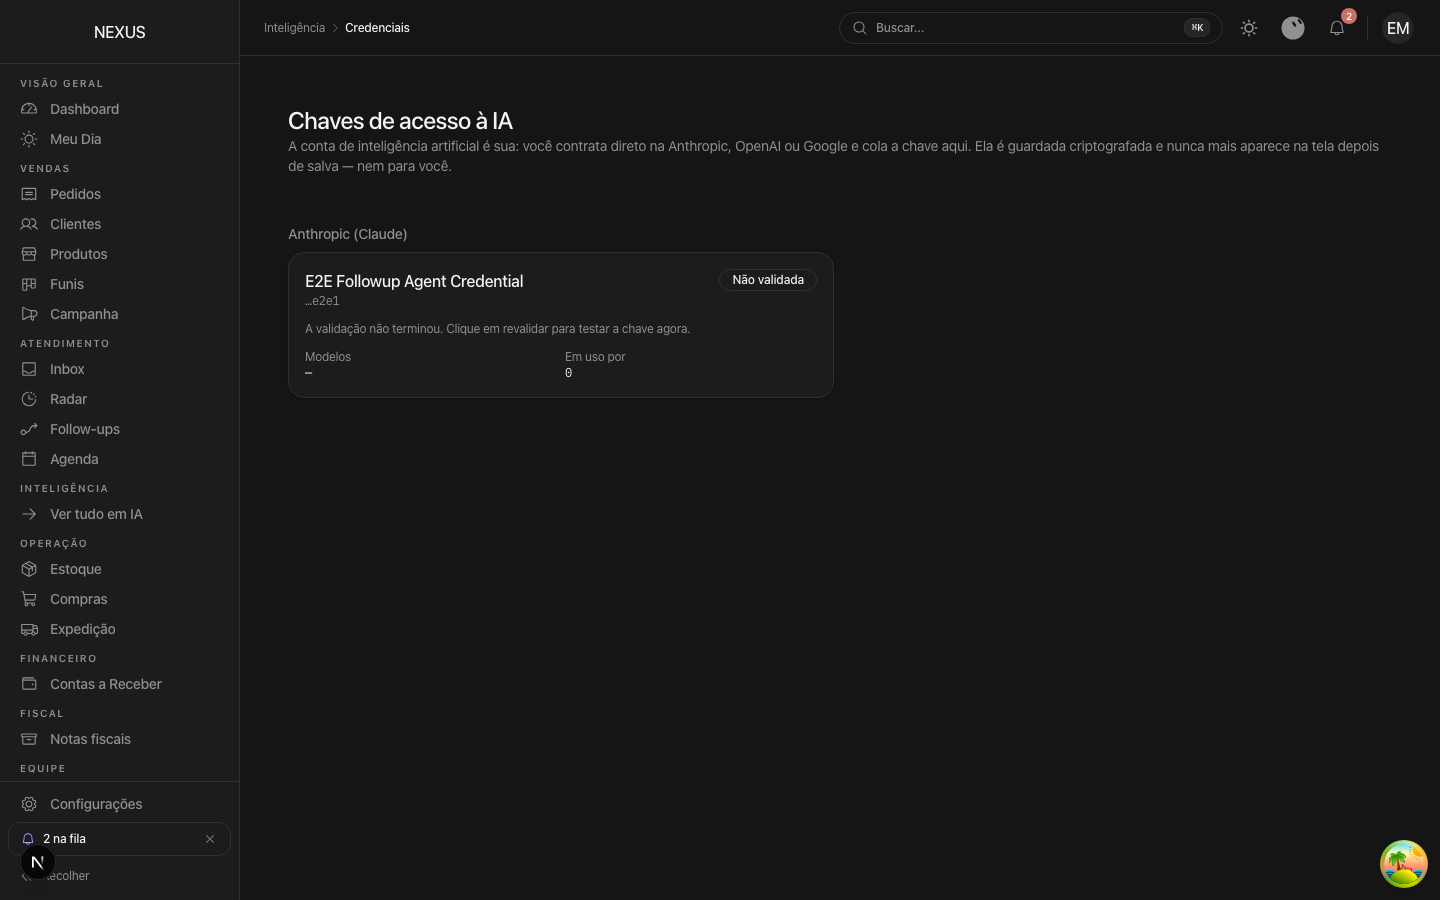 NEXUS
Inteligência
Credenciais
Buscar...
⌘K
2
EM
VISÃO GERAL
Dashboard
Meu Dia
VENDAS
Pedidos
Clientes
Produtos
Funis
Campanha
ATENDIMENTO
Inbox
Radar
Follow-ups
Agenda
INTELIGÊNCIA
Ver tudo em IA
OPERAÇÃO
Estoque
Compras
Expedição
FINANCEIRO
Contas a Receber
FISCAL
Notas fiscais
EQUIPE
Configurações
2 na fila
N
ecolher
Chaves de acesso à IA
A conta de inteligência artificial é sua: você contrata direto na Anthropic, OpenAI ou Google e cola a chave aqui. Ela é guardada criptografada e nunca mais aparece na tela depois
de salva — nem para você.
Anthropic (Claude)
E2E Followup Agent Credential
Não validada
…e2e1
A validação não terminou. Clique em revalidar para testar a chave agora.
Modelos
—
Em uso por
0